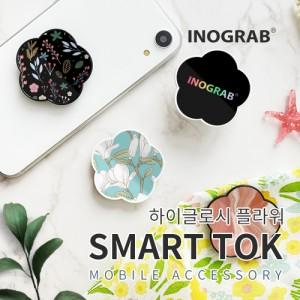 INOGRAB®
INOGRAB®
하이글로시 플라워
SMART TOK
MOBILE ACCESSORY